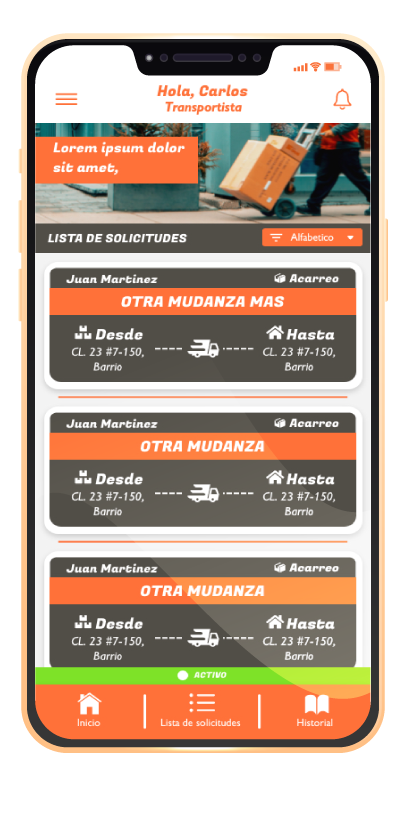 Hola, Carlos
Transportista
Lorem ipsum dolor
sit amet,
LISTA DE SOLICITUDES
Alfabetico
Juan Martinez
Acarreo
OTRA MUDANZA MAS
Desde
Hasta
CL. 23 #7-150,
Barrio
CL. 23 #7-150,
Barrio
Juan Martinez
Acarreo
OTRA MUDANZA
Desde
Hasta
CL. 23 #7-150,
Barrio
CL. 23 #7-150,
Barrio
Juan Martinez
Acarreo
OTRA MUDANZA
Desde
Hasta
CL. 23 #7-150,
Barrio
CL. 23 #7-150,
Barrio
ACTIVO
Inicio
Lista de solicitudes
Historial